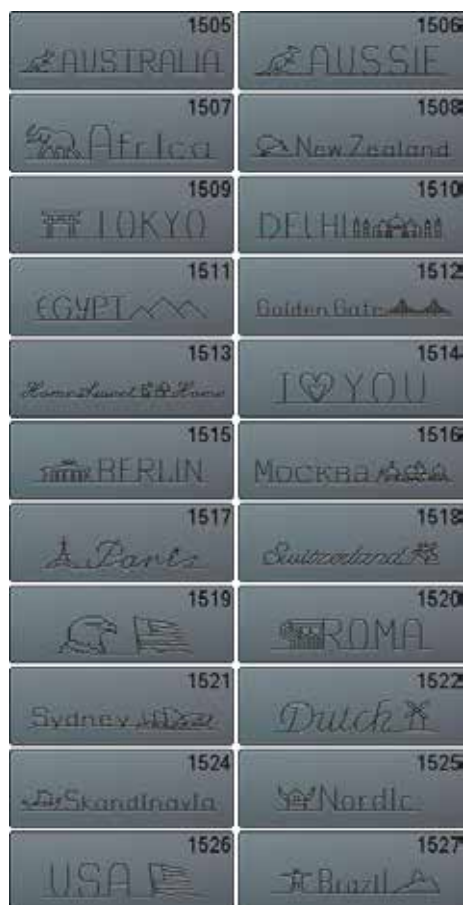 1505
AUSTRALIA
1506
AUSSIE
1507
Africa
1508
New Zealand
1509
TOKYO
1510
DELHI
1511
EGYPT
1512
Golden Gate
1513
Home Sweet Home
1514
I YOU
1515
BERLIN
1516
МОСКВА
1517
Paris
1518
Switzerland
1519
1520
ROMA
1521
Sydney
1522
Dutch
1524
Skandinavia
1525
Nordic
1526
USA
1527
Brazil